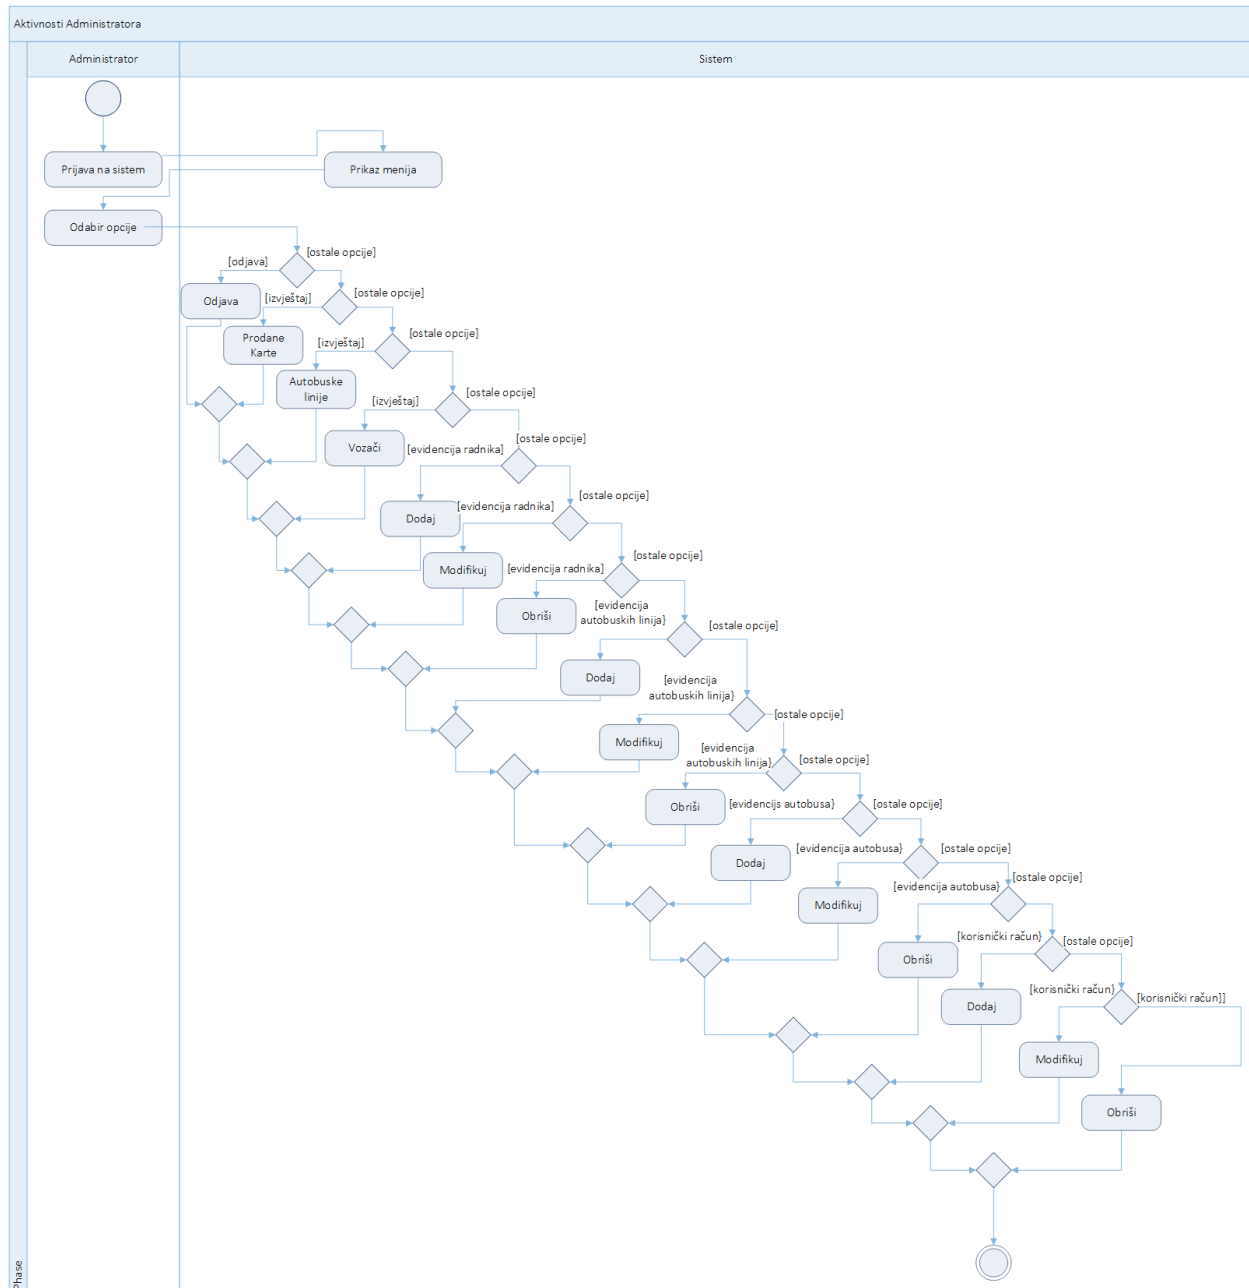 Aktivnosti Administratora
Administrator
Sistem
Prijava na sistem
Prikaz menija
Odabir opcije
[ostale opcije]
[odjava]
Odjava
[izvještaj]
[ostale opcije]
Prodane
Karte
[izvještaj]
[ostale opcije]
Autobuske
linije
[izvještaj]
[ostale opcije]
Vozači
[evidencija radnika]
[ostale opcije]
Dodaj
[evidencija radnika]
[ostale opcije]
Modifikuj
[evidencija radnika]
[ostale opcije]
Obriši
[evidencija
autobuskih linija}
[ostale opcije]
Dodaj
[evidencija
autobuskih linija}
[ostale opcije]
Modifikuj
[evidencija
autobuskih linija}
[ostale opcije]
Obriši
[evidencijs autobusa}
[ostale opcije]
Dodaj
[evidencija autobusa}
[ostale opcije]
Modifikuj
[evidencija autobusa}
[ostale opcije]
Obriši
[korisnički račun}
[ostale opcije]
Dodaj
[korisnički račun}
[korisnički račun]]
Modifikuj
Obriši
Phase